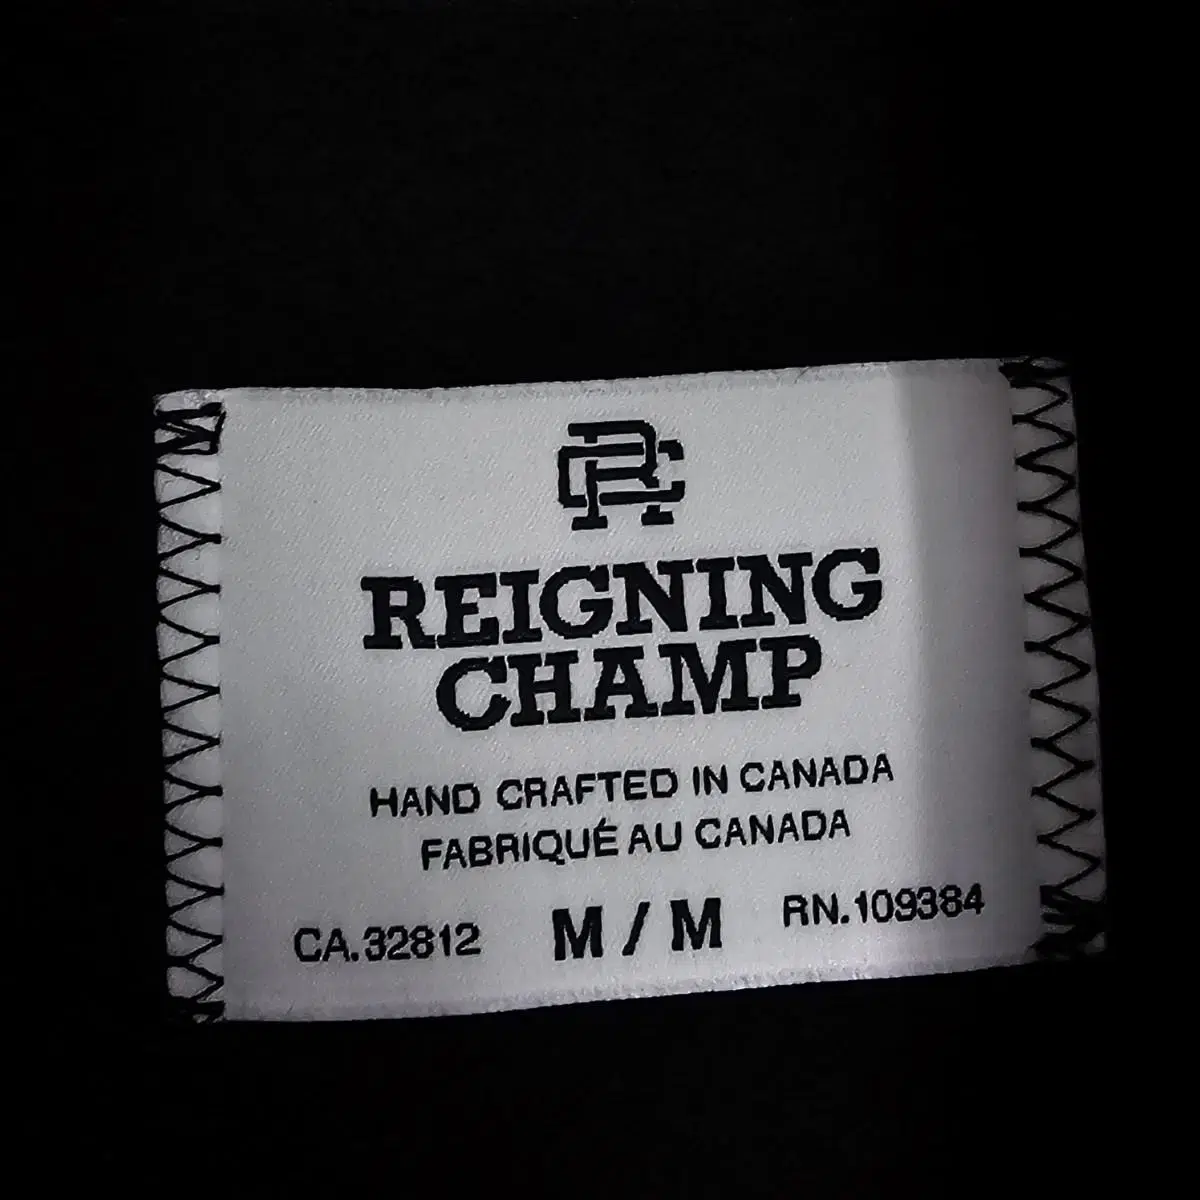 RC
REIGNING
CHAMP
HAND CRAFTED IN CANADA
FABRIQUÉ AU CANADA
CA.32812 M / M RN.109384